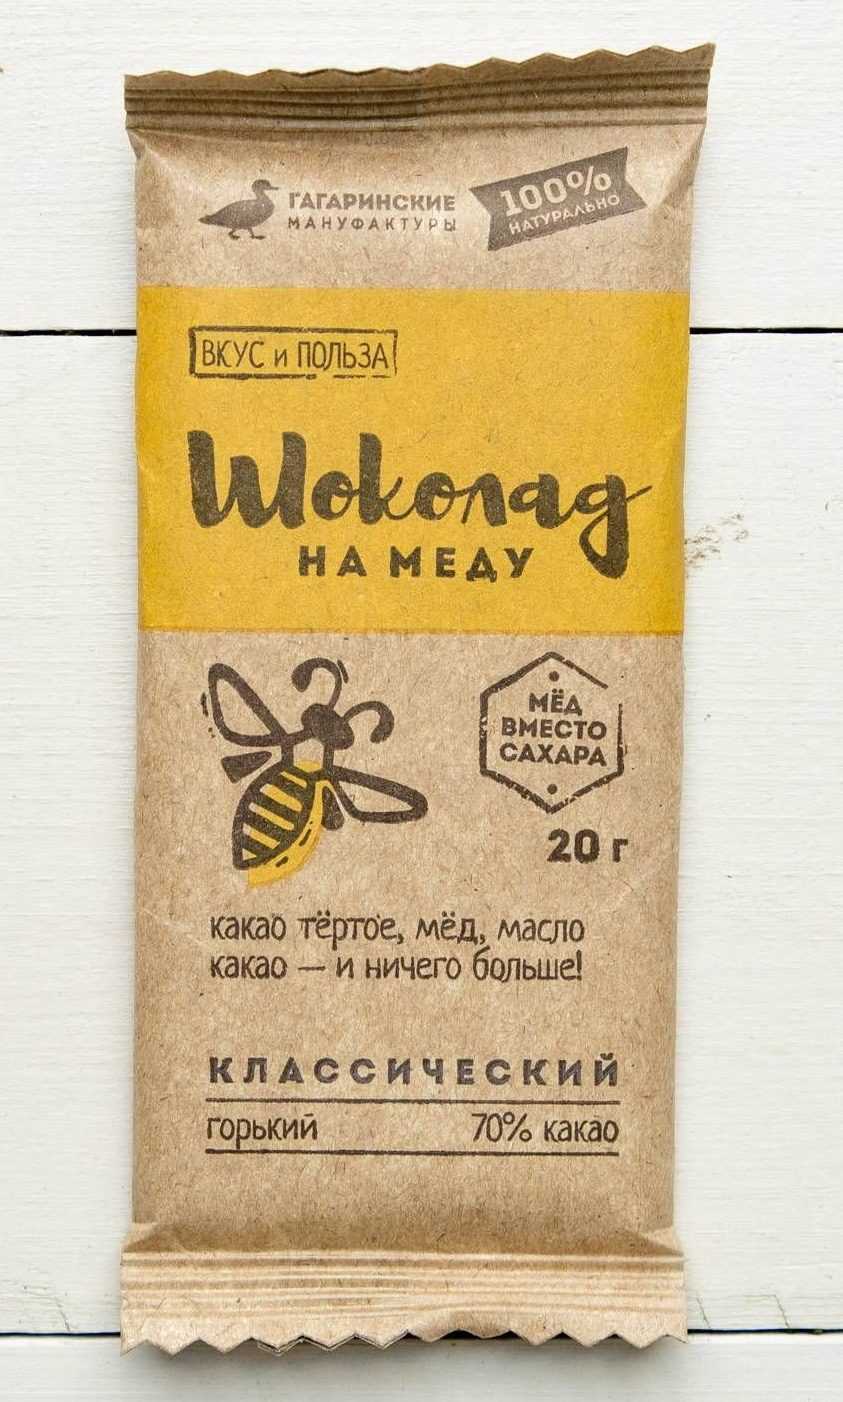 ГАГАРИНСКИЕ
МАНУФАКТУРЫ
100%
НАТУРАЛЬНО
ВКУС и ПОЛЬЗА
Шоколад
НА МЕДУ
МЁД
ВМЕСТО
САХАРА
20 г
какао тёртое, мёд, масло
какао — и ничего больше!
КЛАССИЧЕСКИЙ
горький 70% какао